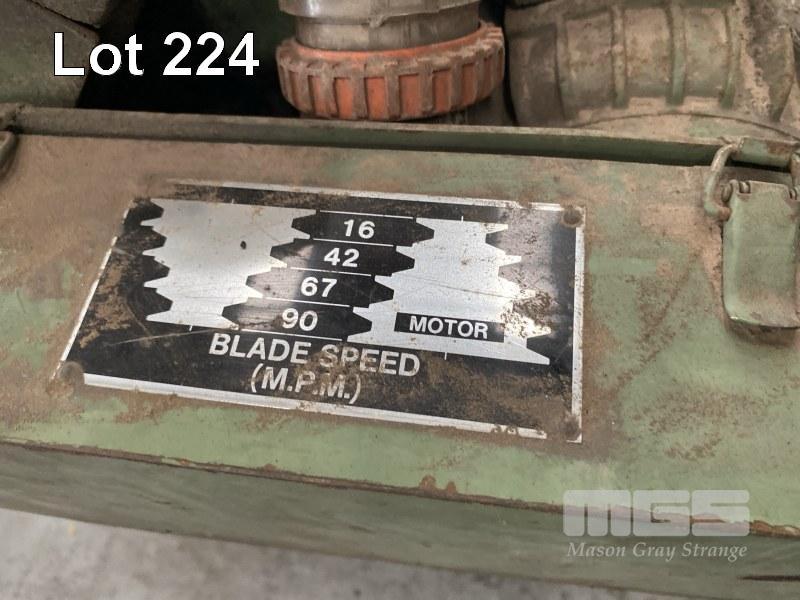 Lot 224
16
42
67
90
MOTOR
BLADE SPEED
(M.P.M.)
MGS
Mason Gray Strange